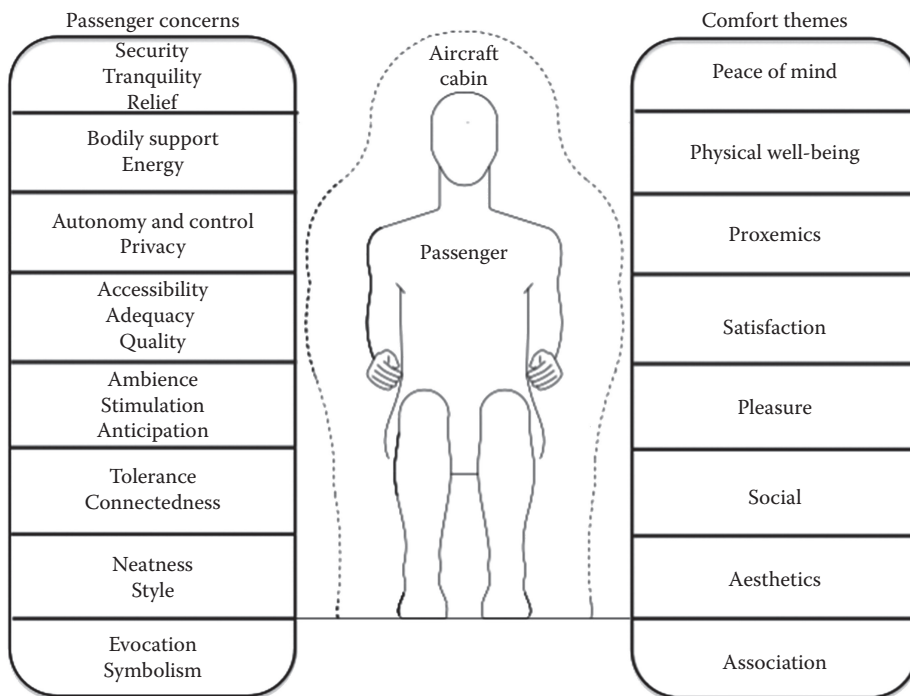 Passenger concerns
Security
Tranquility
Relief
Bodily support
Energy
Autonomy and control
Privacy
Accessibility
Adequacy
Quality
Ambience
Stimulation
Anticipation
Tolerance
Connectedness
Neatness
Style
Evocation
Symbolism
Aircraft
cabin
Passenger
Comfort themes
Peace of mind
Physical well-being
Proxemics
Satisfaction
Pleasure
Social
Aesthetics
Association